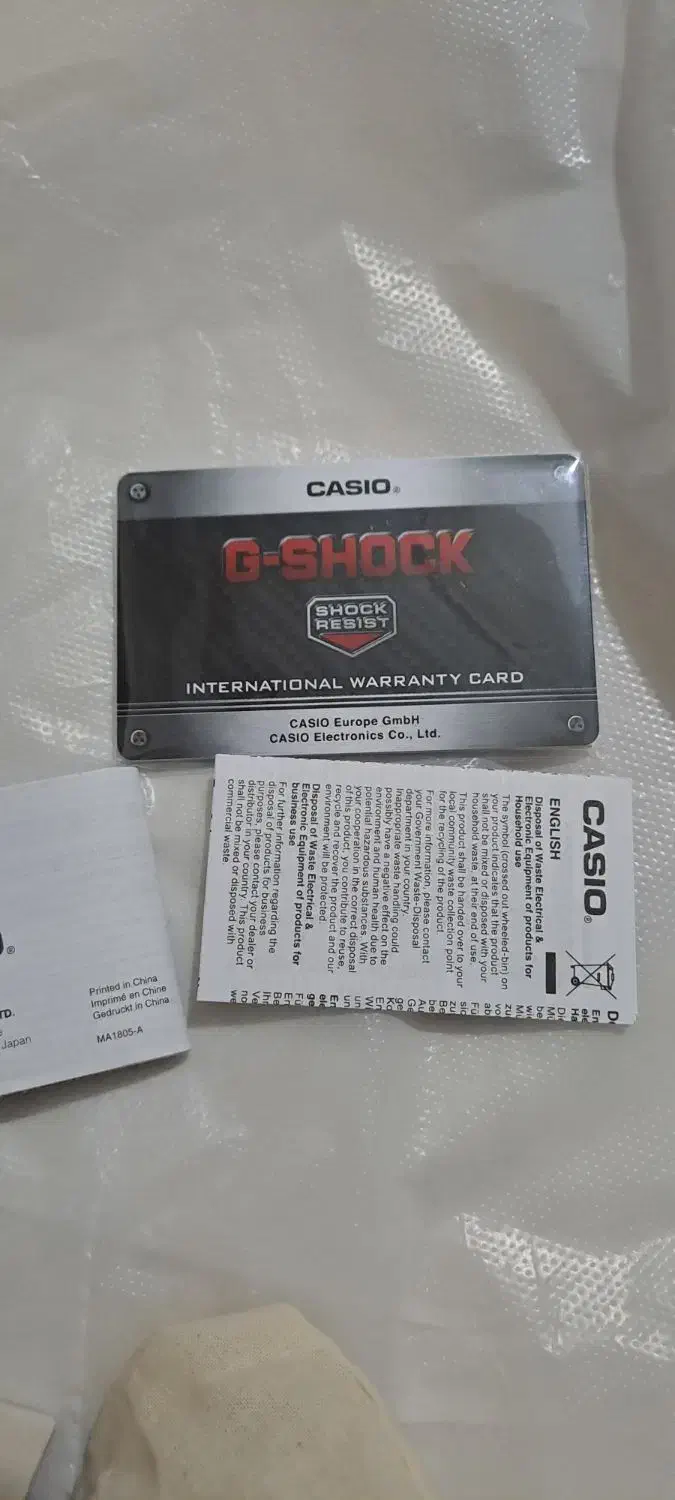 CASIO®
G-SHOCK
SHOCK
RESIST
INTERNATIONAL WARRANTY CARD
CASIO Europe GmbH
CASIO Electronics Co., Ltd.
CASIO®
ENGLISH
Disposal of Waste Electrical &
Electronic Equipment of products for
Household use
The symbol (crossed out wheeled-bin) on
your product indicates that the product
shall not be mixed or disposed with your
household waste, at their end of use.
This product shall be handed over to your
local community waste collection point
for the recycling of the product.
For more information, please contact
your Government Waste-Disposal
department in your country.
Inappropriate waste handling could
possibly have a negative effect on the
environment and human health due to
potential hazardous substances. With
your cooperation in the correct disposal
of this product, you contribute to reuse,
recycle and recover the product and our
environment will be protected.
Disposal of Waste Electrical &
Electronic Equipment of products for
business use
For further information regarding the
disposal of products for business
purposes, please contact your dealer or
distributor in your country. This product
shall not be mixed or disposed with
commercial waste.
®
TD.
Japan
Printed in China
Imprimé en Chine
Gedruckt in China
MA1805-A